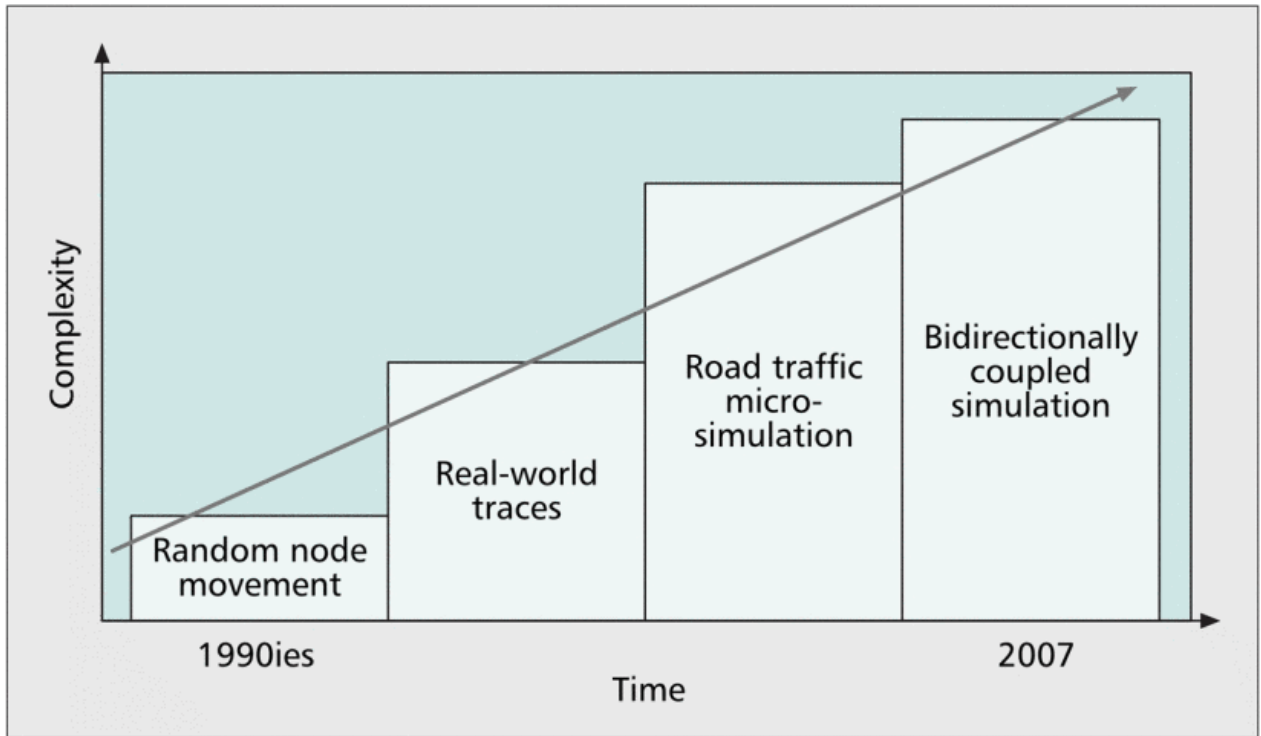 Complexity
Bidirectionally
coupled
simulation
Road traffic
micro-
simulation
Real-world
traces
Random node
movement
1990ies
2007
Time